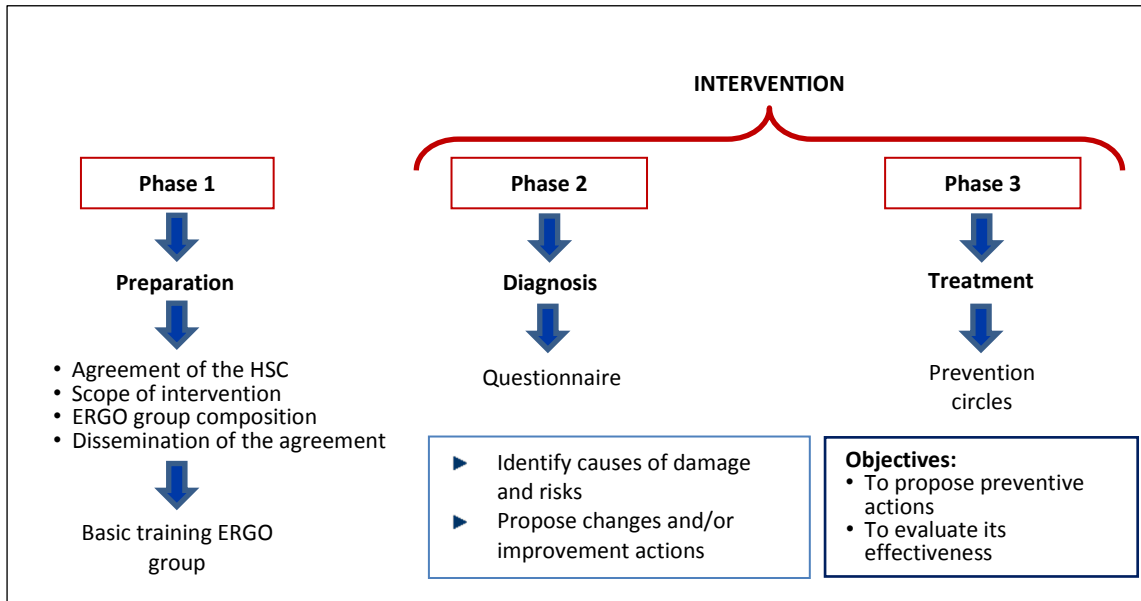 INTERVENTION
Phase 1
Preparation
• Agreement of the HSC
• Scope of intervention
• ERGO group composition
• Dissemination of the agreement
Basic training ERGO
group
Phase 2
Diagnosis
Questionnaire
Identify causes of damage
and risks
Propose changes and/or
improvement actions
Phase 3
Treatment
Prevention
circles
Objectives:
• To propose preventive
actions
• To evaluate its
effectiveness